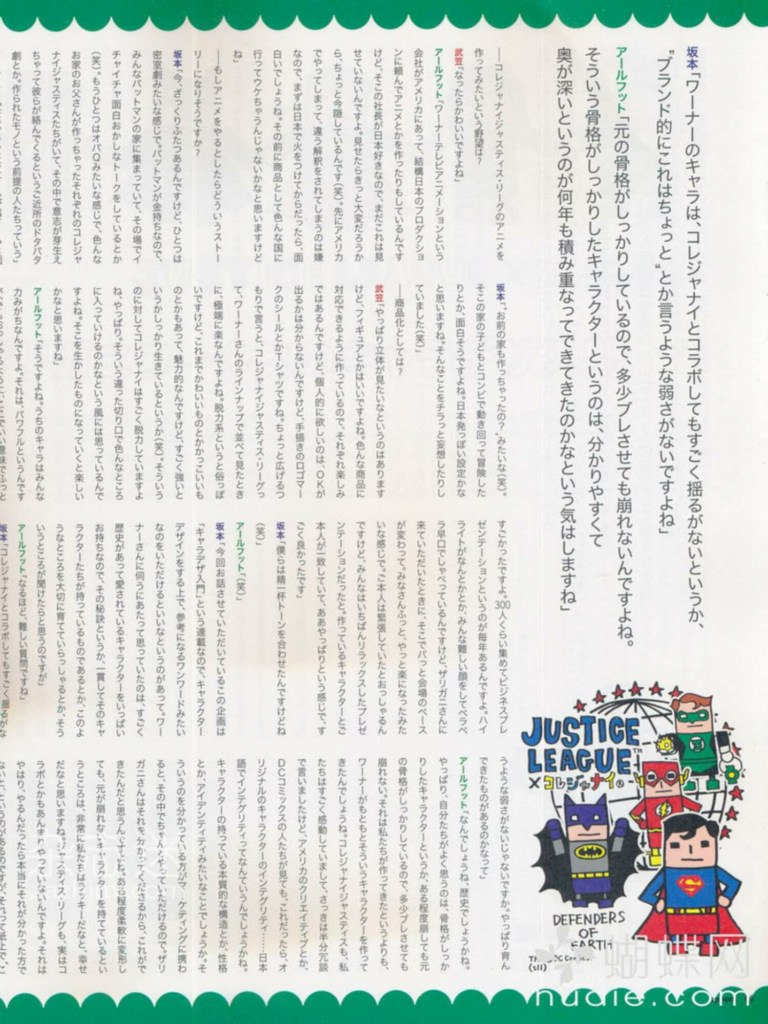 坂本「ワーナーのキャラは、コレジャナイとコラボしてもすごく揺るがないというか、
“ブランド的にこれはちょっと”とか言うような弱さがないですよね」
アールフット「元の骨格がしっかりしているので、多少ブレさせても崩れないんですよね。
そういう骨格がしっかりしたキャラクターというのは、分かりやすくて
奥が深いというのが何年も積み重なってできてきたのかなという気はしますね」
──コレジャナイジャスティス・リーグのアニメを
作ってみたいという野望は?
武笠「なったらかわいいですよね」
アールフット「ワーナーテレビアニメーションという
会社がアメリカにあって、結構日本のプロダクショ
ンに頼んでアニメとかを作ったりもしているんです
けど、そこの社長が日本好きなので、まだこれは見
せていないんですよ。見せたらきっと大変だろうか
ら、ちょっと今隠しているんです(笑)。先にアメリカ
でやってしまって、違う解釈をされてしまうのは嫌
なので、まずは日本で火をつけてからだったら、面
白いでしょうね。その前に商品として色んな国に
行ってウケちゃうんじゃないかなと思いますけど
ね」
──もしアニメをやるとしたらどういうストー
リーになりそうですか?
坂本「今、ざっくりふたつあるんですけど、ひとつは
密室劇みたいな感じで。バットマンが金持ちなので、
みんなバットマンの家に集まっていて、その場でイ
チャイチャ面白おかしなトークをしているとか
(笑)。もうひとつはオバQみたいな感じで、色んな
お家のお父さんが作っちゃったそれぞれのコレジャ
ナイジャスティスたちがいて、その中で意志が芽生え
ちゃって彼らが絡んでくるというご近所のドタバタ
劇とか。作られたモノという前提の人たちっていう」
坂本「“お前の家も作っちゃったの?”みたいな(笑)。
そこの家の子どもとコンビで動き回って冒険した
りとか、面白そうですよね。日本発っぽい設定かな
と思いますね。そんなことをチラっと妄想したりし
ていました(笑)」
──商品化としては?
武笠「やっぱり立体が見たいなというのはあります
けど、フィギュアとかはいいですよね。色んな商品に
対応できるように作っているので、それぞれ楽しみ
ではあるんですけど、個人的に欲しいのは、OKが
出るかは分からないんですけど、手描きのロゴマー
クのシールとかTシャツですね。ちょっと広げるつ
もりで言うと、コレジャナイジャスティス・リーグっ
て、ワーナーさんのラインナップで並べて見たとき
に、極端に楽なんですよね。脱力系というと俗っぽ
いですけど、これまでかわいいものとかかっこいいも
のとかもあって、魅力的なんですけど、すごく強いと
いうかしっかり生きているというか(笑)。そういう
のに対してコレジャナイはすごく脱力していますよ
ね、やっぱり。そういう違った切り口で色んなところ
に入っていけるのかなという風には思っているんで
すよね。そこを生かしたものになっていくと楽しい
かなと思いますね」
アールフット「そうですよね。うちのキャラはみんな
力みがちなんですよ。それは、パワフルというんです
すごかったですよ。300人くらい集めてビジネスプレ
ゼンテーションというのが毎年あるんですよ。ハイ
ライトがなんとかとか、みんな難しい顔をしてペラペ
ラ早口でしゃべっているんですけど、ザリガニさんに
来ていただいたときに、そこでパっと会場のペース
が変わって。みなさんふっと、やっと楽になったみた
いな感じで。ご本人は緊張していたとおっしゃるん
ですけど、みんなはいちばんリラックスしたプレゼ
ンテーションだったと。作っているキャラクターとご
本人が一致していて、ああやっぱりという感じで、す
ごく良かったです」
坂本「僕らは精一杯トーンを合わせたんですけどね
(笑)」
アールフット「(笑)」
坂本「今回お話させていただいているこの企画は
「キャラデザ入門」という連載なので、キャラクター
デザインをする上で、参考になるワンワードみたい
なのをいただけるといいなというのがあって。ワー
ナーさんに伺うにあたって思っていたのは、すごく
歴史があって愛されているキャラクターをいっぱい
お持ちなので、その秘訣というか、一貫してそのキャ
ラクターたちが持っているものであるとか、このよ
うなところを大切に育てていらっしゃるとか、そう
いうところが聞けたらと思うのですが」
アールフット「なるほど、難しい質問ですね」
坂本「コレジャナイとコラボしてもすごく揺るがな
うような弱さがないじゃないですか。やっぱり育ん
できたものがあるのかなって」
アールフット「なんでしょうね、歴史でしょうか。
やっぱり、自分たちがよく思うのは、骨格がしっか
りしたキャラクターというか、ある程度崩しても元
の骨格がしっかりしているので、多少ブレさせても
崩れない。それは私たちが作ってきたというよりも、
ワーナーがもともとそういうキャラクターを作って
きたんでしょうね。コレジャナイジャスティスも、私
たちはすごく感動していまして、さっきは半分冗談
で言いましたけど、アメリカのクリエイティブとか、
DCコミックスの人たちが見ても、これだったら、オ
リジナルのキャラクターのインテグリティ……日本
語でインテグリティってなんていうんでしょうかね。
キャラクターの持っている本質的な構造とか、性格
とか、アイデンティティみたいなことでしょうか。そ
ういうのを分かっている方がマーケティングに携わ
ると、その中でちゃんとやっていただけるので。ザリ
ガニさんはそれを分かってくださるから、これがで
きたんだと思うんですよね。ある程度柔軟に変形し
ても、元が崩れないキャラクターを持てているとい
うところは、非常に私たちはラッキーだなと、幸せ
だなと思いますね。ジャスティス・リーグも、実はコ
ラボとかもあんまりやっていないんですよ。それは
やはり、やるんだったら本当にそれが分かった方で
JUSTICE
LEAGUE™
×コレジャナイ
DEFENDERS
OF
EARTH
蝴蝶网
hudie.com